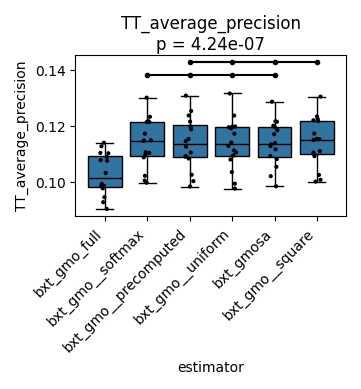 TT_average_precision
p = 4.24e-07
TT_average_precision
0.14
0.12
0.10
bxt_gmo_full
bxt_gmo__softmax
bxt_gmo__precomputed
bxt_gmo__uniform
bxt_gmosa
bxt_gmo__square
estimator